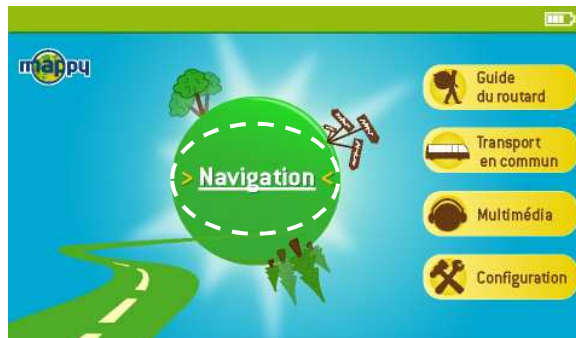 mappy
> Navigation <
Guide
du routard
Transport
en commun
Multimédia
Configuration